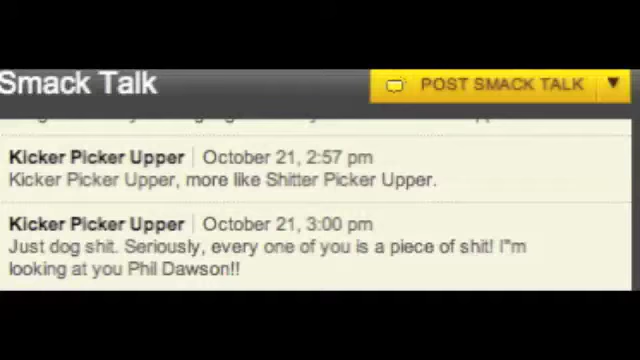 Smack Talk
POST SMACK TALK
Kicker Picker Upper | October 21, 2:57 pm
Kicker Picker Upper, more like Shitter Picker Upper.
Kicker Picker Upper | October 21, 3:00 pm
Just dog shit. Seriously, every one of you is a piece of shit! I"m
looking at you Phil Dawson!!